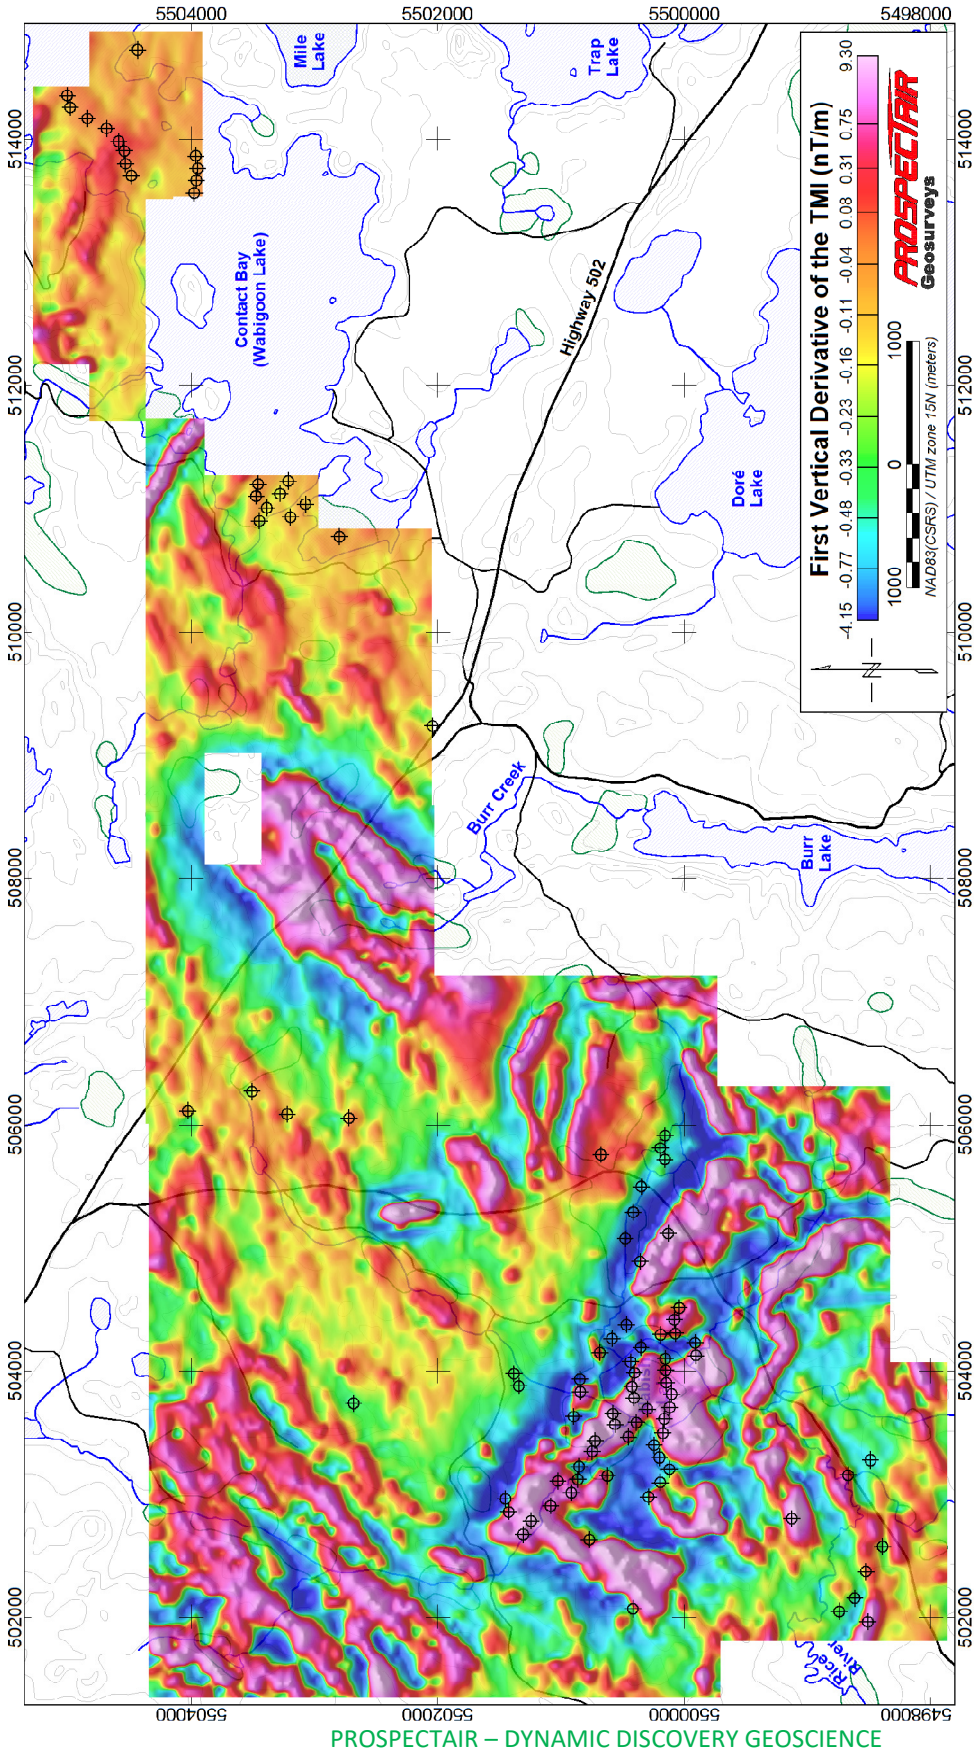 5504000
5502000
5500000
5498000
514000
512000
510000
508000
506000
504000
502000
514000
512000
510000
508000
506000
504000
502000
5504000
5502000
5500000
5498000
Mile
Lake
Trap
Lake
Contact Bay
(Wabigoon Lake)
Highway 502
Doré
Lake
Burr Creek
Burr
Lake
Rice
River
First Vertical Derivative of the TMI (nT/m)
-4.15 -0.77 -0.48 -0.33 -0.23 -0.16 -0.11 -0.04 0.08 0.31 0.75 9.30
N
1000 0 1000
NAD83(CSRS) / UTM zone 15N (meters)
PROSPECTAIR
Geosurveys
PROSPECTAIR – DYNAMIC DISCOVERY GEOSCIENCE